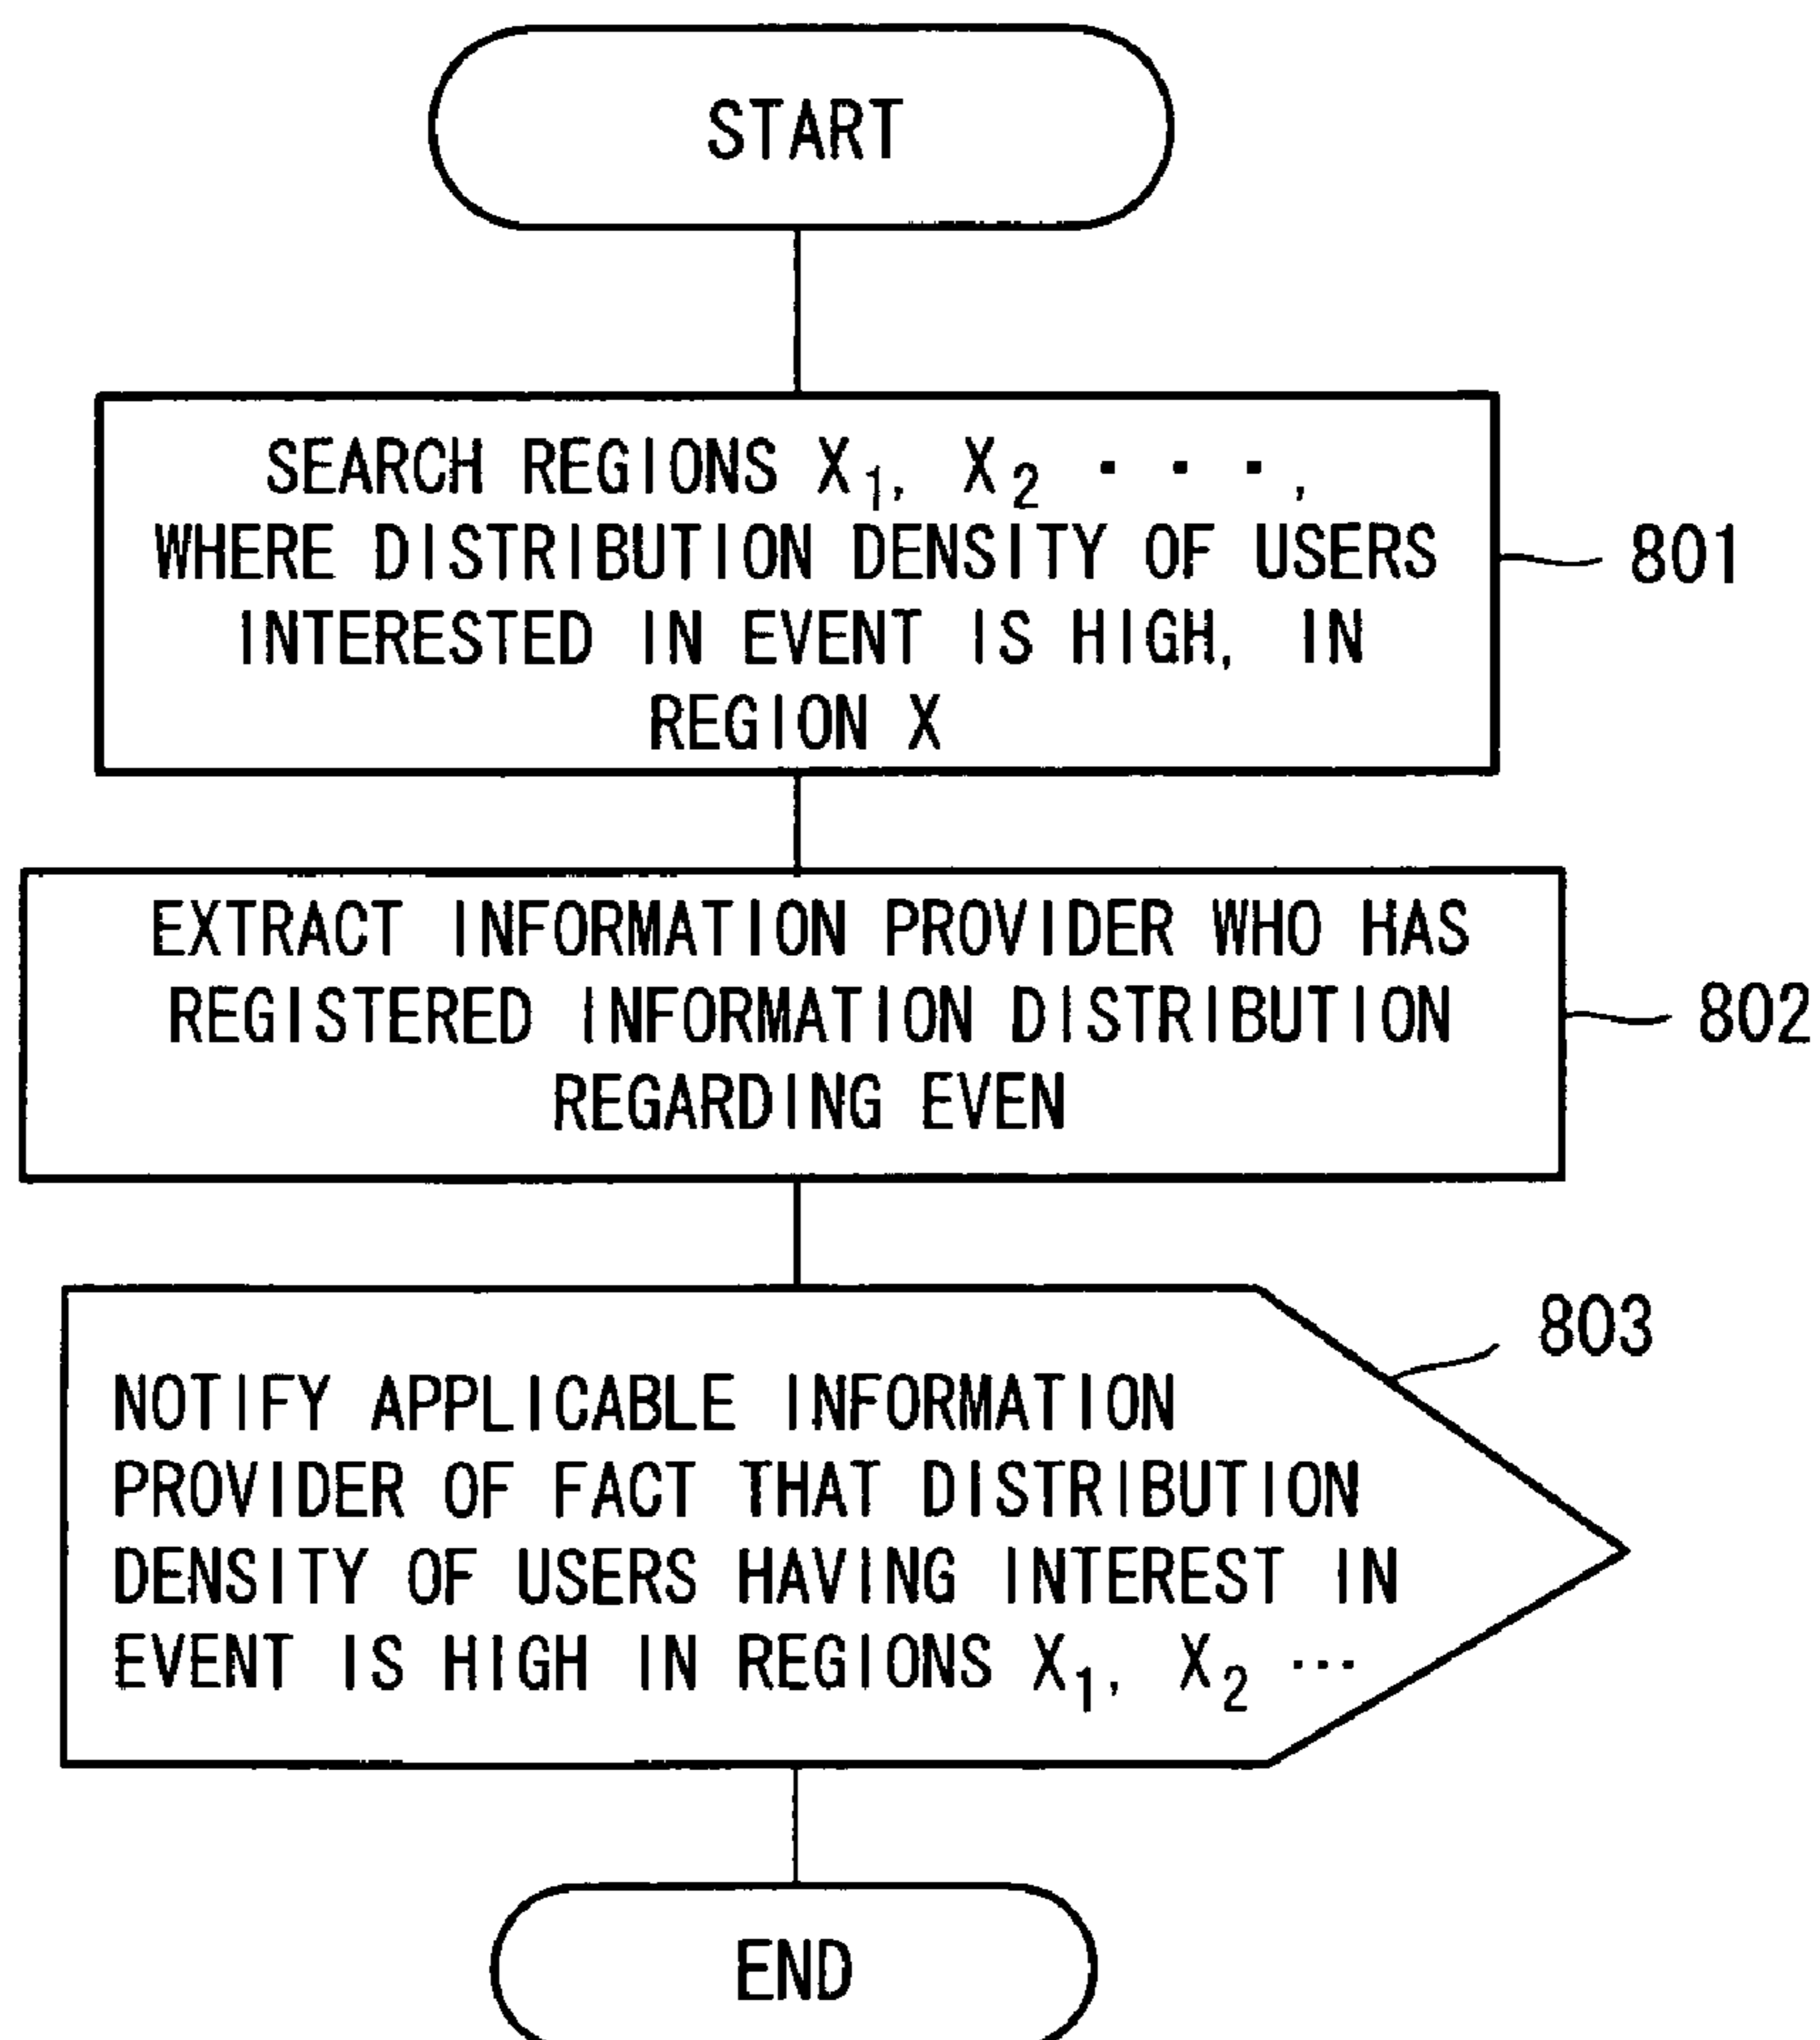 START
SEARCH REGIONS X₁, X₂ ･ ･ ･,
WHERE DISTRIBUTION DENSITY OF USERS
INTERESTED IN EVENT IS HIGH, IN
REGION X
801
EXTRACT INFORMATION PROVIDER WHO HAS
REGISTERED INFORMATION DISTRIBUTION
REGARDING EVEN
802
803
NOTIFY APPLICABLE INFORMATION
PROVIDER OF FACT THAT DISTRIBUTION
DENSITY OF USERS HAVING INTEREST IN
EVENT IS HIGH IN REGIONS X₁, X₂ ･･･
END